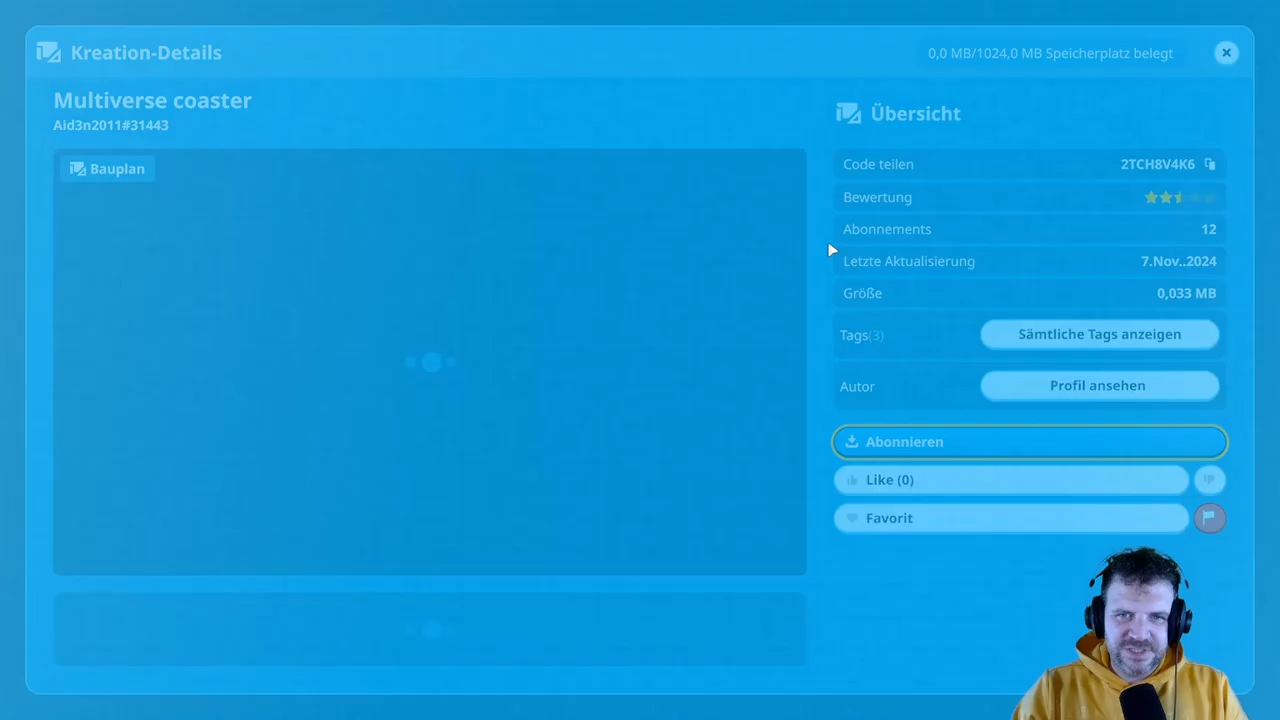 Kreation-Details
0,0 MB/1024,0 MB Speicherplatz belegt
Multiverse coaster
Aid3n2011#31443
Bauplan
Übersicht
Code teilen 2TCH8V4K6
Bewertung
Abonnements 12
Letzte Aktualisierung 7.Nov..2024
Größe 0,033 MB
Tags(3) Sämtliche Tags anzeigen
Autor Profil ansehen
Abonnieren
Like (0)
Favorit